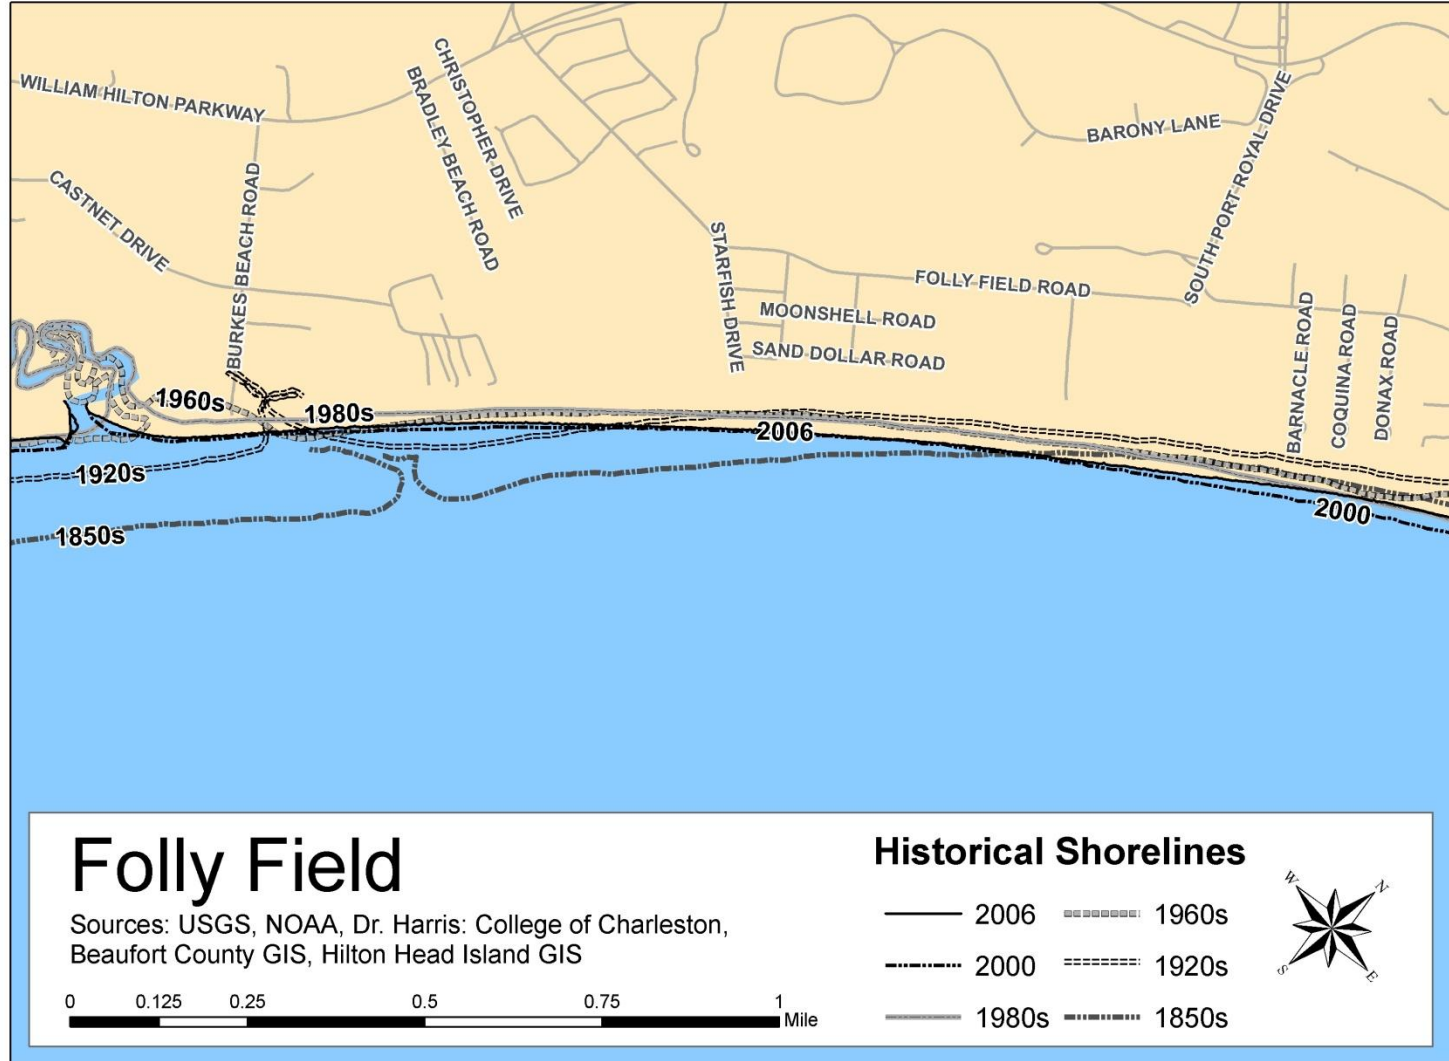 CHRISTOPHER DRIVE
WILLIAM HILTON PARKWAY
BRADLEY BEACH ROAD
SOUTH PORT ROYAL DRIVE
BARONY LANE
CASTNET DRIVE
BURKES BEACH ROAD
STARFISH DRIVE
FOLLY FIELD ROAD
MOONSHELL ROAD
SAND DOLLAR ROAD
BARNACLE ROAD
COQUINA ROAD
DONAX ROAD
1960s
1980s
2006
1920s
2000
1850s
Folly Field
Sources: USGS, NOAA, Dr. Harris: College of Charleston,
Beaufort County GIS, Hilton Head Island GIS
0 0.125 0.25 0.5 0.75 1
Mile
Historical Shorelines
2006 1960s
2000 1920s
1980s 1850s
W N
S E